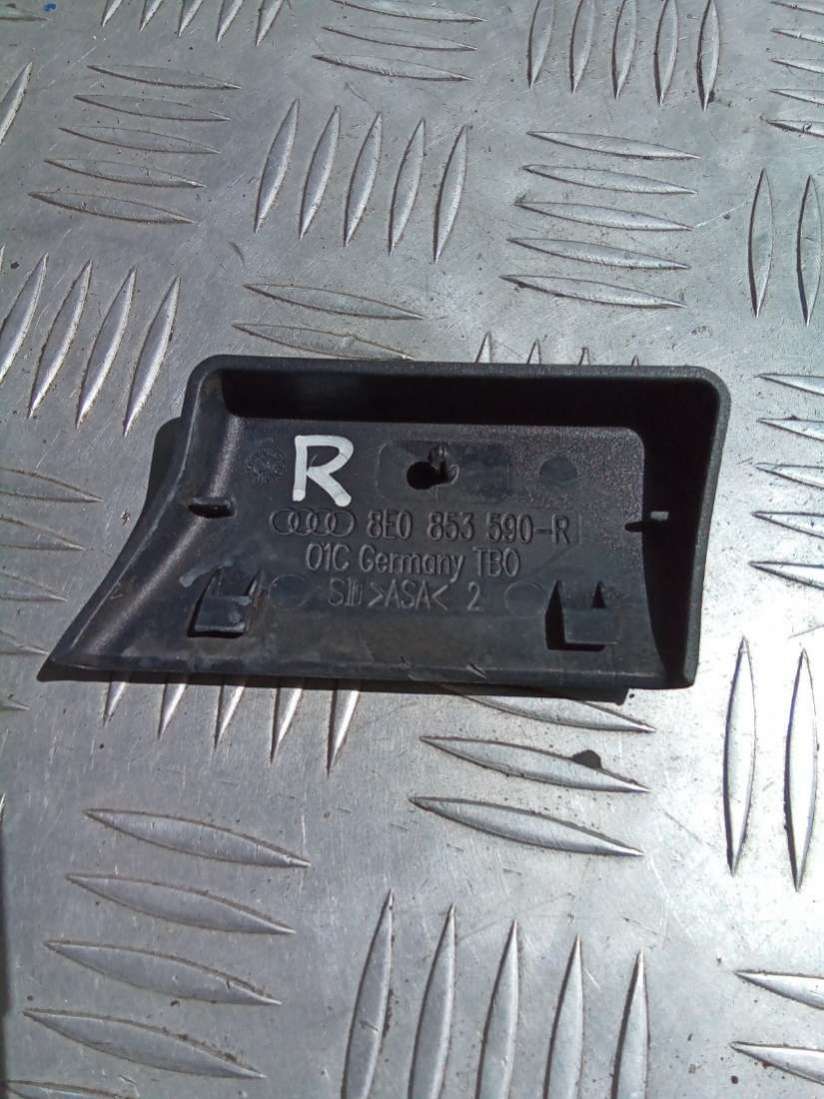 R
8E0 853 590-R
01C Germany TBO
>ASA< 2